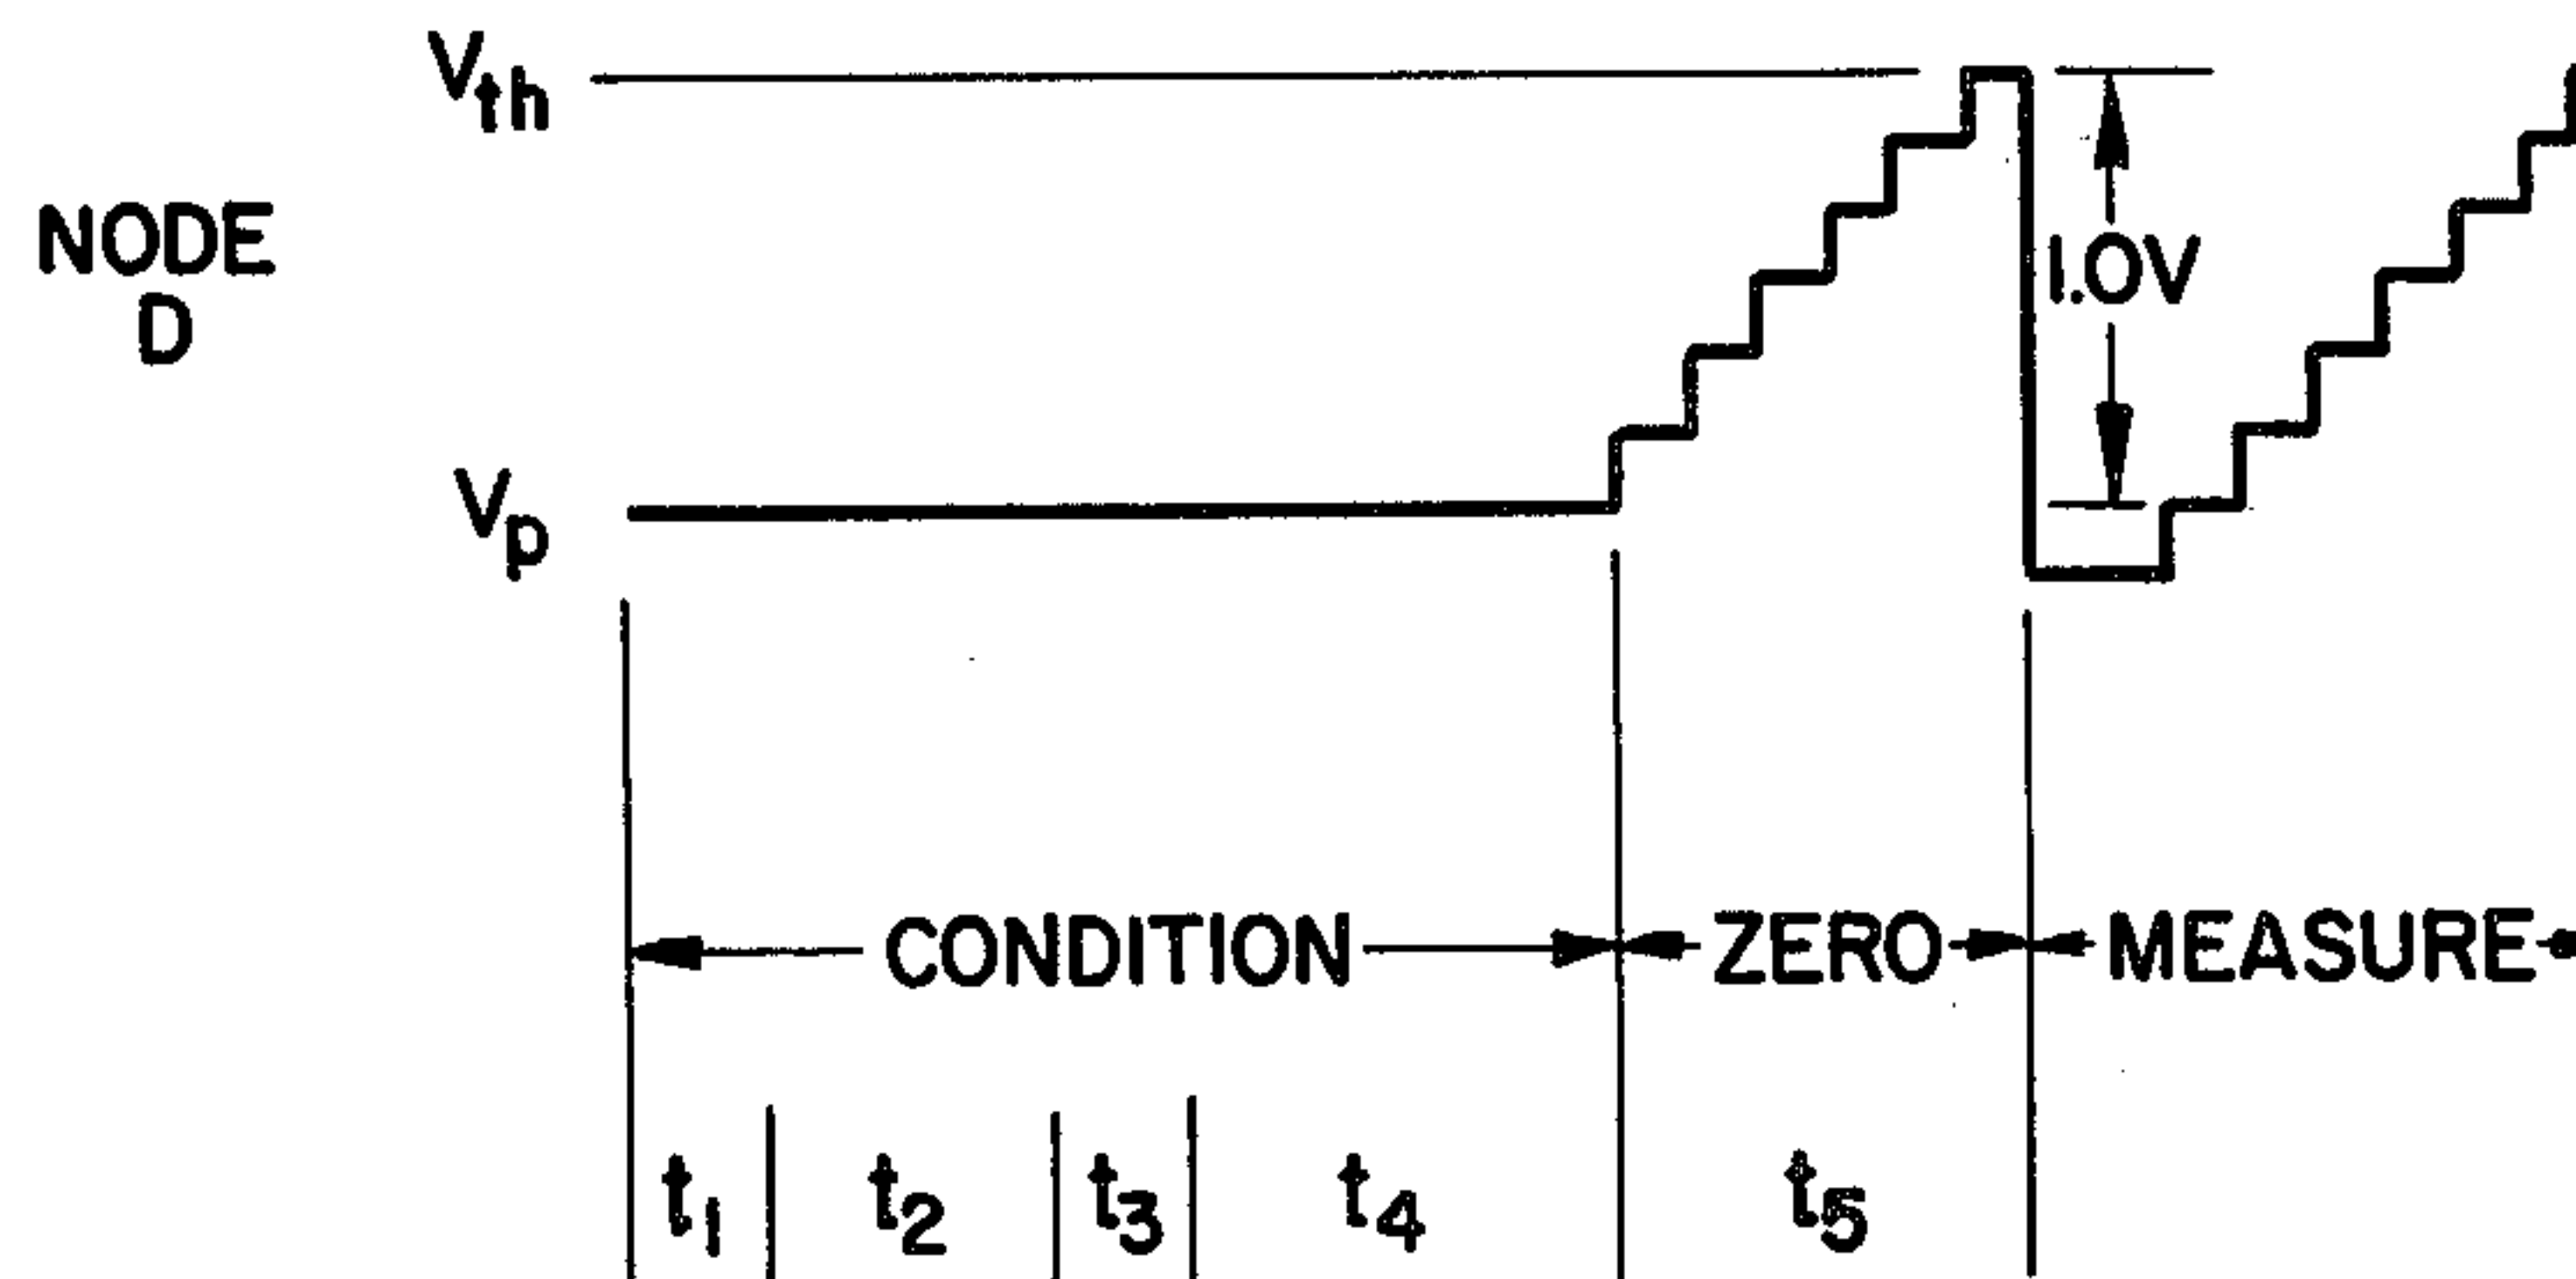 Vth
NODE
D
1.0V
Vp
CONDITION
ZERO
MEASURE
t1
t2
t3
t4
t5